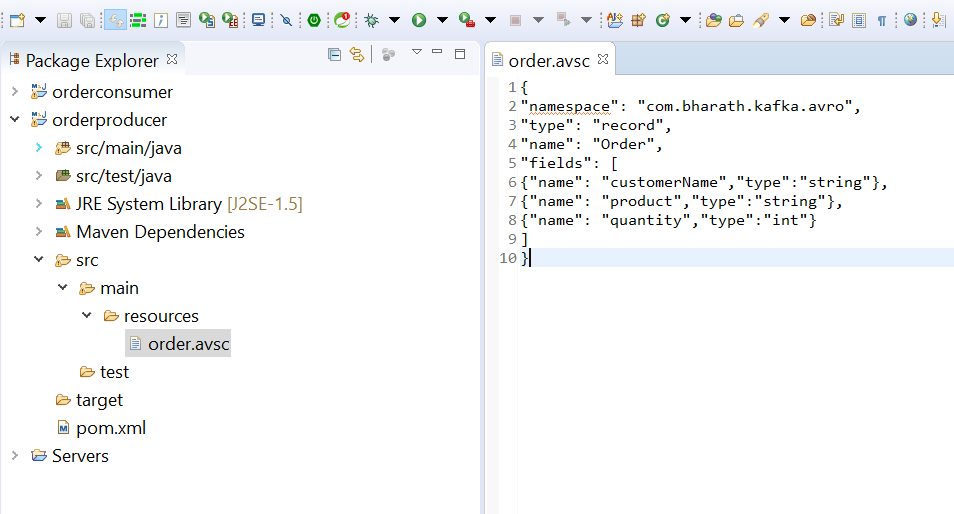 Package Explorer
orderconsumer
orderproducer
src/main/java
src/test/java
JRE System Library [J2SE-1.5]
Maven Dependencies
src
main
resources
order.avsc
test
target
pom.xml
Servers
order.avsc
1 {
2 "namespace": "com.bharath.kafka.avro",
3 "type": "record",
4 "name": "Order",
5 "fields": [
6 {"name": "customerName","type":"string"},
7 {"name": "product","type":"string"},
8 {"name": "quantity","type":"int"}
9 ]
10 }